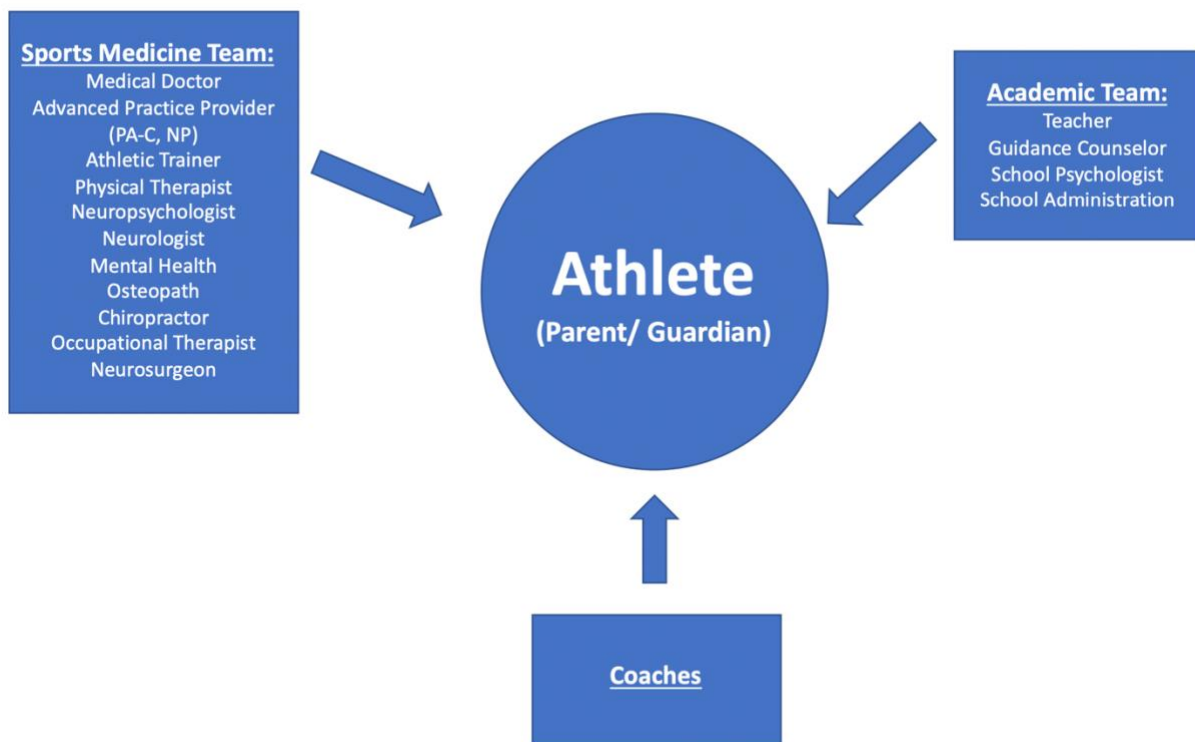 Sports Medicine Team:
Medical Doctor
Advanced Practice Provider
(PA-C, NP)
Athletic Trainer
Physical Therapist
Neuropsychologist
Neurologist
Mental Health
Osteopath
Chiropractor
Occupational Therapist
Neurosurgeon
Athlete
(Parent/ Guardian)
Academic Team:
Teacher
Guidance Counselor
School Psychologist
School Administration
Coaches